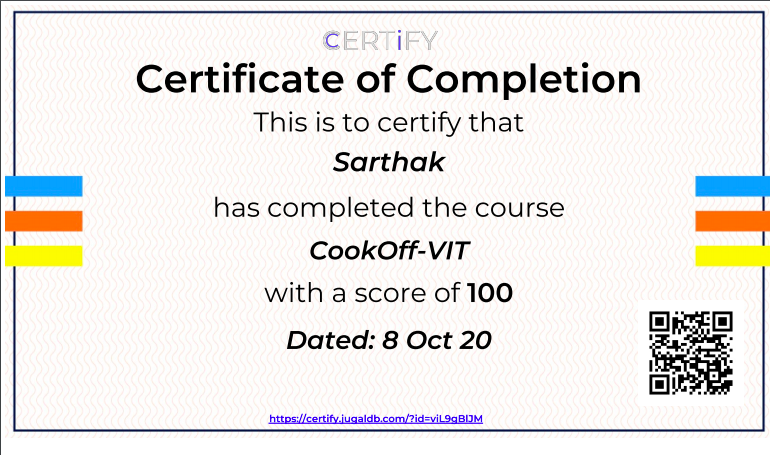 CERTiFY
Certificate of Completion
This is to certify that
Sarthak
has completed the course
CookOff-VIT
with a score of 100
Dated: 8 Oct 20
https://certify.jugaldb.com/?id=viL9gBlJM